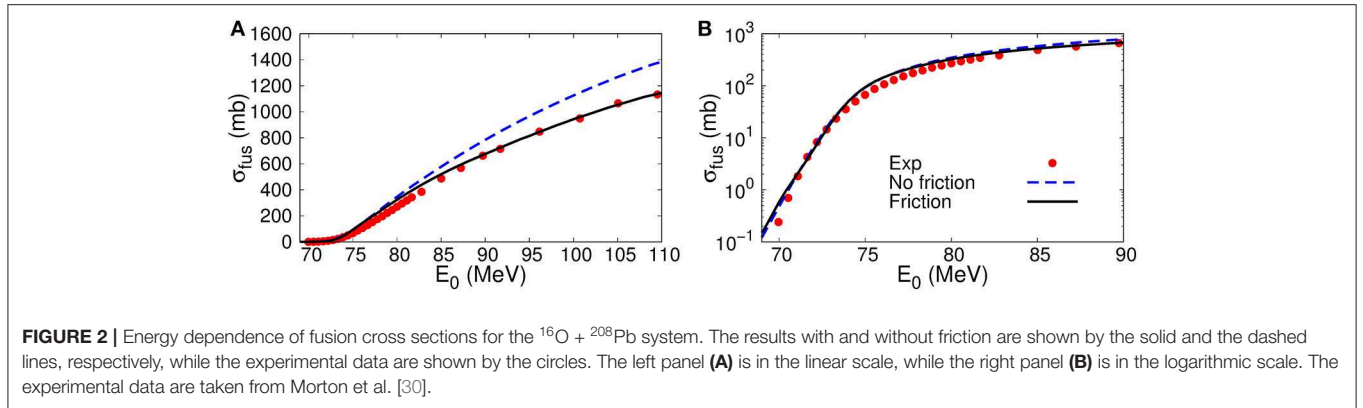 A
1600
1400
1200
1000
800
600
400
200
0
70 75 80 85 90 95 100 105 110
σfus (mb)
E0 (MeV)
B
10³
10²
10¹
10⁰
10⁻¹
70 75 80 85 90
σfus (mb)
E0 (MeV)
Exp
No friction
Friction
FIGURE 2 | Energy dependence of fusion cross sections for the ¹⁶O + ²⁰⁸Pb system. The results with and without friction are shown by the solid and the dashed
lines, respectively, while the experimental data are shown by the circles. The left panel (A) is in the linear scale, while the right panel (B) is in the logarithmic scale. The
experimental data are taken from Morton et al. [30].